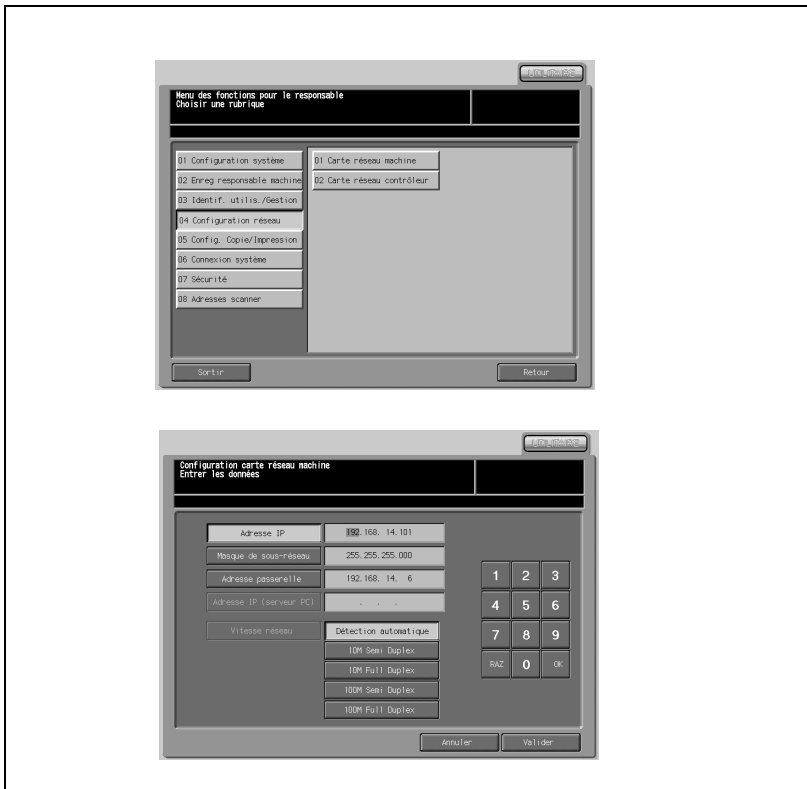 UTILITAIRE
Menu des fonctions pour le responsable
Choisir une rubrique
01 Configuration système
01 Carte réseau machine
02 Enreg responsable machine
02 Carte réseau contrôleur
03 Identif. utilis./Gestion
04 Configuration réseau
05 Config. Copie/Impression
06 Connexion système
07 Sécurité
08 Adresses scanner
Sortir
Retour
UTILITAIRE
Configuration carte réseau machine
Entrer les données
Adresse IP
192.168. 14.101
Masque de sous-réseau
255.255.255.000
Adresse passerelle
192.168. 14. 6
1 2 3
Adresse IP (serveur PC)
. . .
4 5 6
Vitesse réseau
Détection automatique
7 8 9
10M Semi Duplex
10M Full Duplex
RAZ 0 OK
100M Semi Duplex
100M Full Duplex
Annuler
Valider